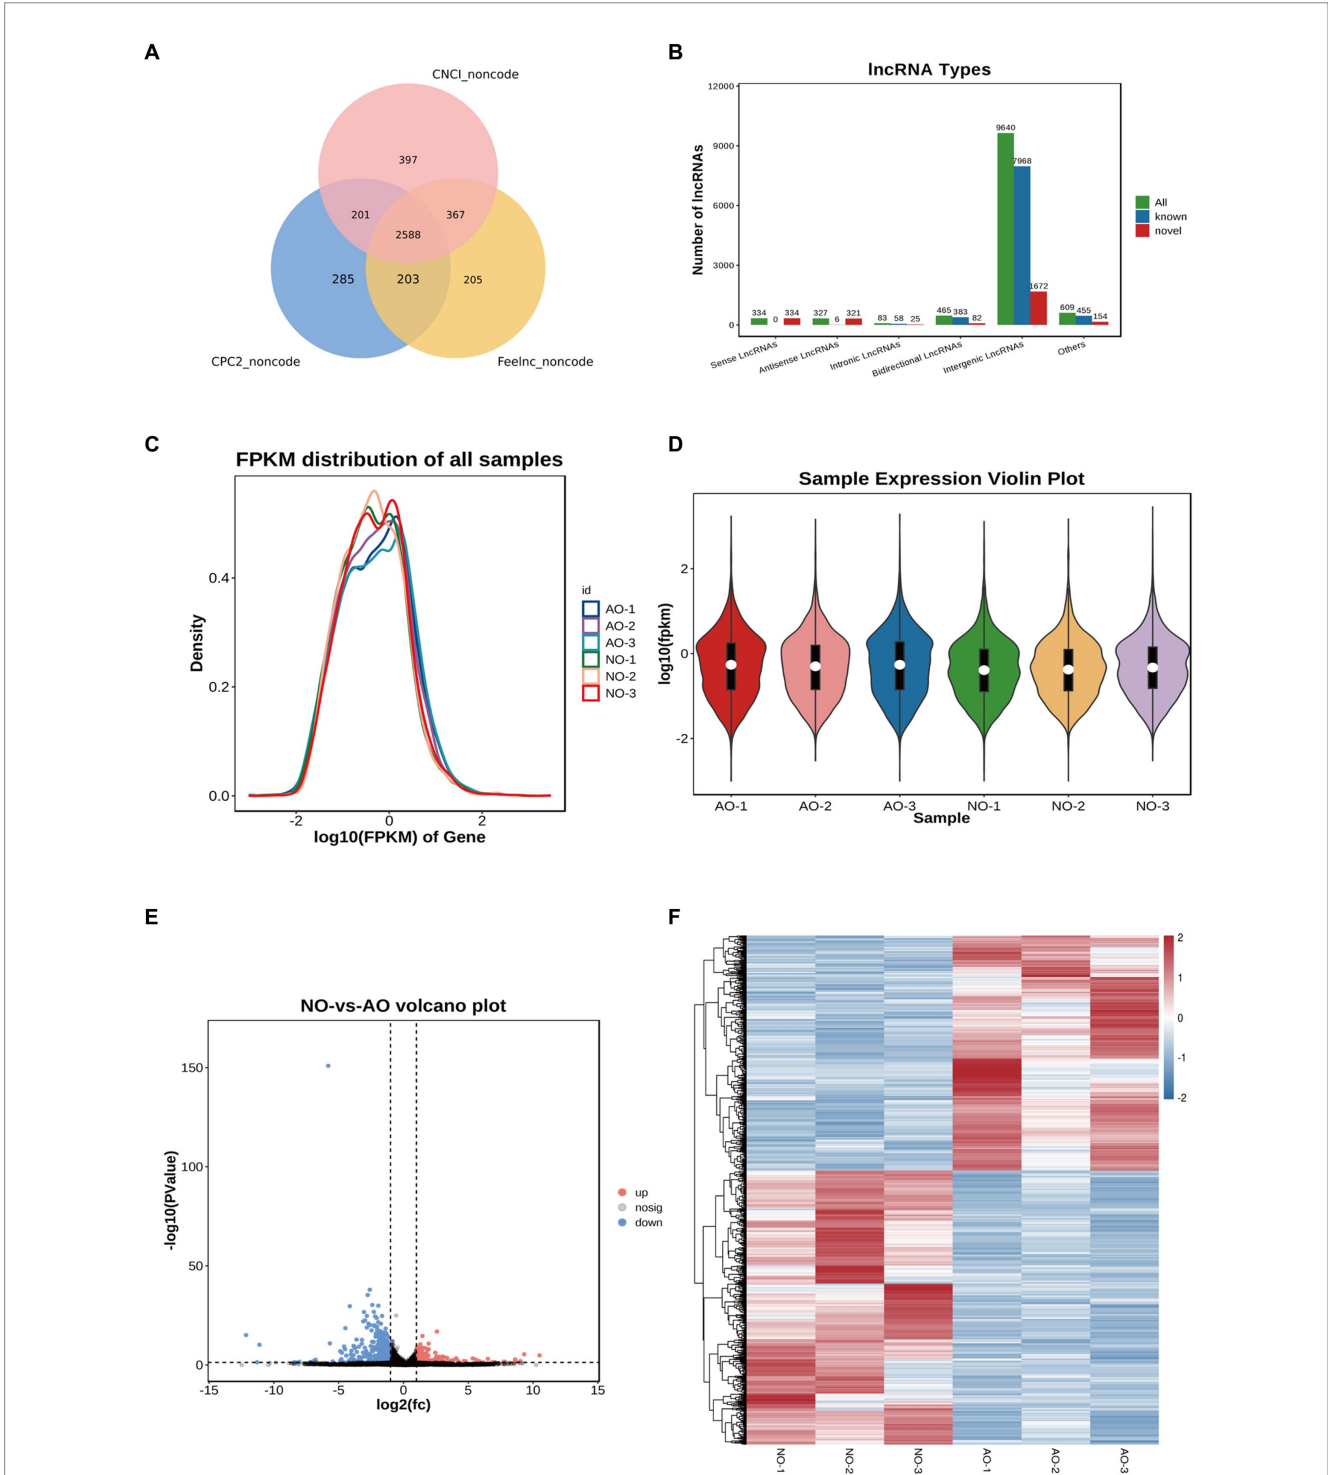 A
CNCI_noncode
397
201
367
2588
285
203
205
CPC2_noncode
Feelnc_noncode
B
lncRNA Types
Number of lncRNAs
12000
9000
6000
3000
0
334
0
334
327
6
321
83
58
25
465
383
82
9640
7968
1672
609
455
154
Sense LncRNAs
Antisense LncRNAs
Intronic LncRNAs
Bidirectional LncRNAs
Intergenic LncRNAs
Others
All
known
novel
C
FPKM distribution of all samples
Density
0.4
0.2
0.0
-2
0
2
log10(FPKM) of Gene
id
AO-1
AO-2
AO-3
NO-1
NO-2
NO-3
D
Sample Expression Violin Plot
log10(fpkm)
2
0
-2
AO-1
AO-2
AO-3
NO-1
NO-2
NO-3
Sample
E
NO-vs-AO volcano plot
-log10(PValue)
150
100
50
0
-15
-10
-5
0
5
10
15
log2(fc)
up
nosig
down
F
2
1
0
-1
-2
NO-1
NO-2
NO-3
AO-1
AO-2
AO-3